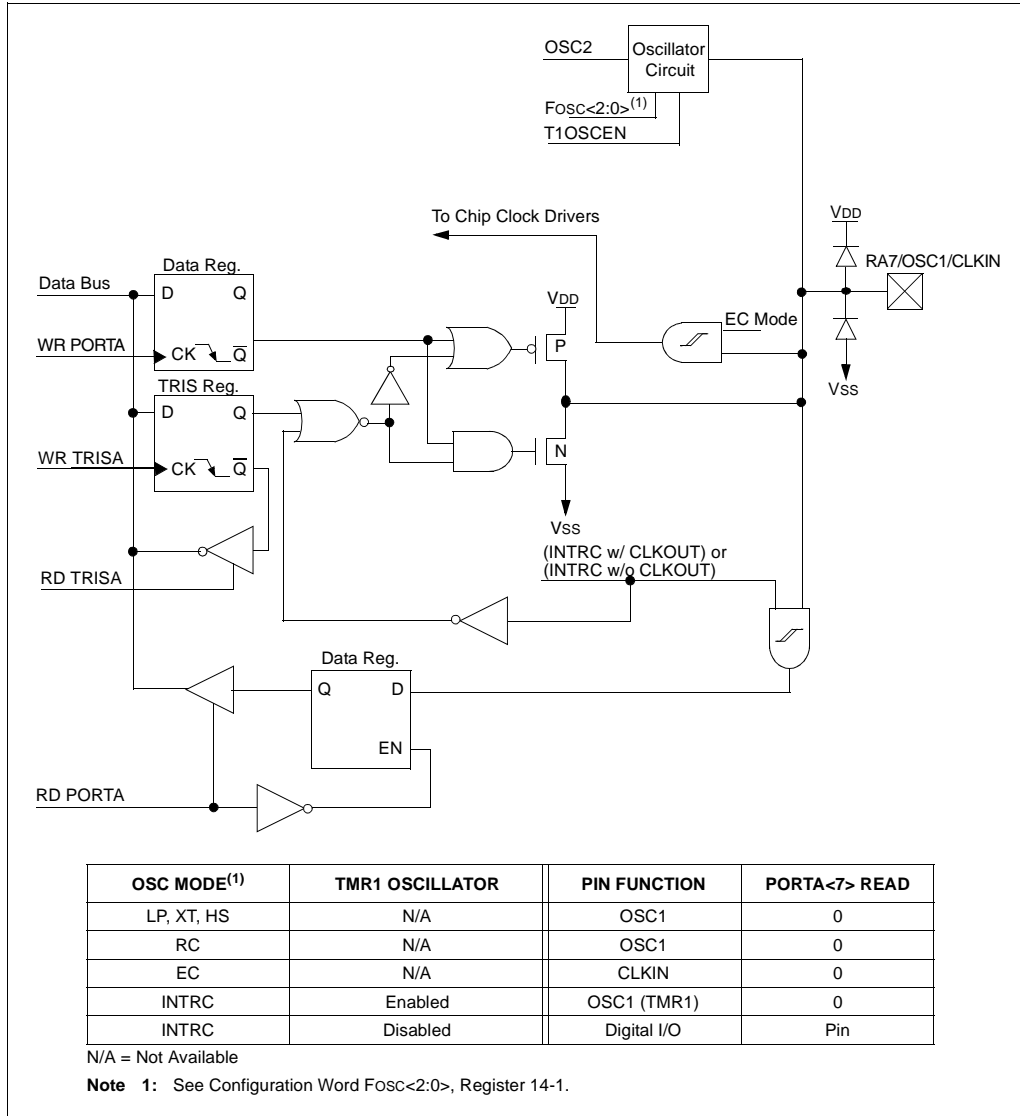 OSC2
Oscillator
Circuit
FOSC<2:0>(1)
T1OSCEN
To Chip Clock Drivers
VDD
RA7/OSC1/CLKIN
Data Reg.
Data Bus
D Q
VDD
EC Mode
WR PORTA
CK Q
P
VSS
TRIS Reg.
D Q
WR TRISA
CK Q
N
VSS
(INTRC w/ CLKOUT) or
(INTRC w/o CLKOUT)
RD TRISA
Data Reg.
Q D
EN
RD PORTA
OSC MODE(1) TMR1 OSCILLATOR PIN FUNCTION PORTA<7> READ
LP, XT, HS N/A OSC1 0
RC N/A OSC1 0
EC N/A CLKIN 0
INTRC Enabled OSC1 (TMR1) 0
INTRC Disabled Digital I/O Pin
N/A = Not Available
Note 1: See Configuration Word FOSC<2:0>, Register 14-1.